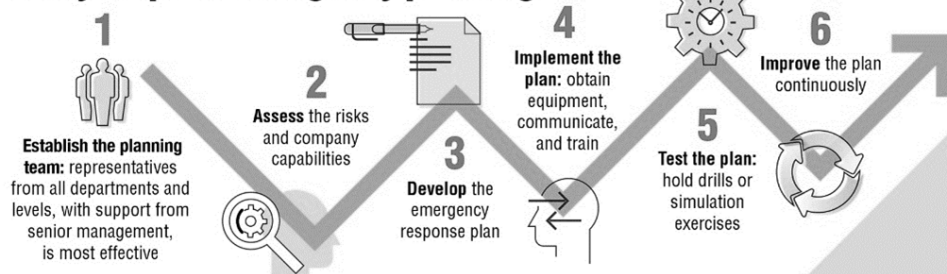 1
Establish the planning
team: representatives
from all departments and
levels, with support from
senior management,
is most effective
2
Assess the risks
and company
capabilities
3
Develop the
emergency
response plan
4
Implement the
plan: obtain
equipment,
communicate,
and train
5
Test the plan:
hold drills or
simulation
exercises
6
Improve the plan
continuously